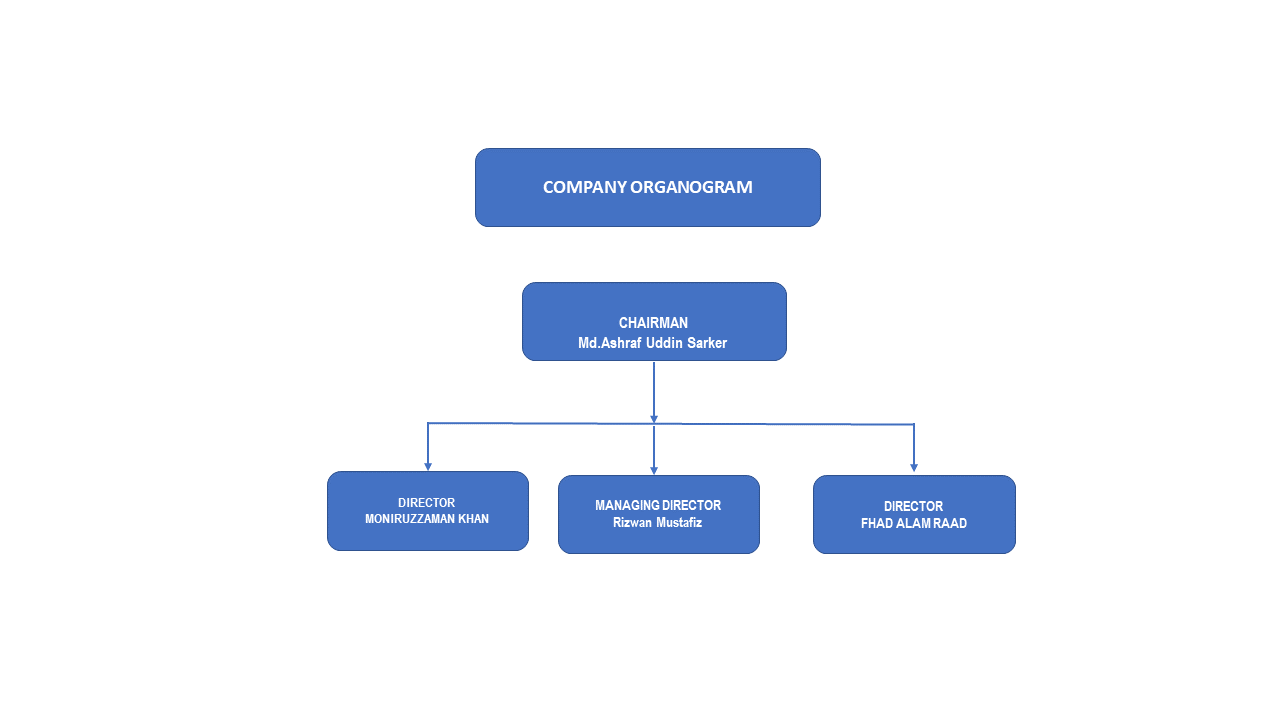 COMPANY ORGANOGRAM
CHAIRMAN
Md.Ashraf Uddin Sarker
DIRECTOR
MONIRUZZAMAN KHAN
MANAGING DIRECTOR
Rizwan Mustafiz
DIRECTOR
FHAD ALAM RAAD